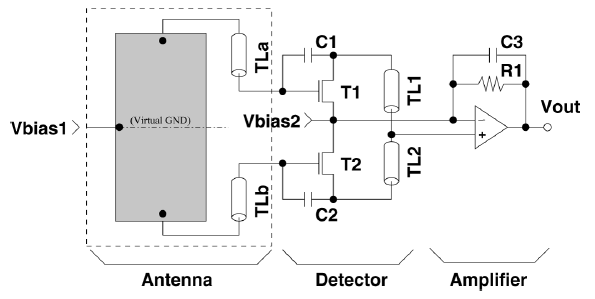 TLa
C1
C3
R1
T1
TL1
Vbias1
(Virtual GND)
Vbias2
Vout
-
+
T2
TL2
TLb
C2
Antenna
Detector
Amplifier